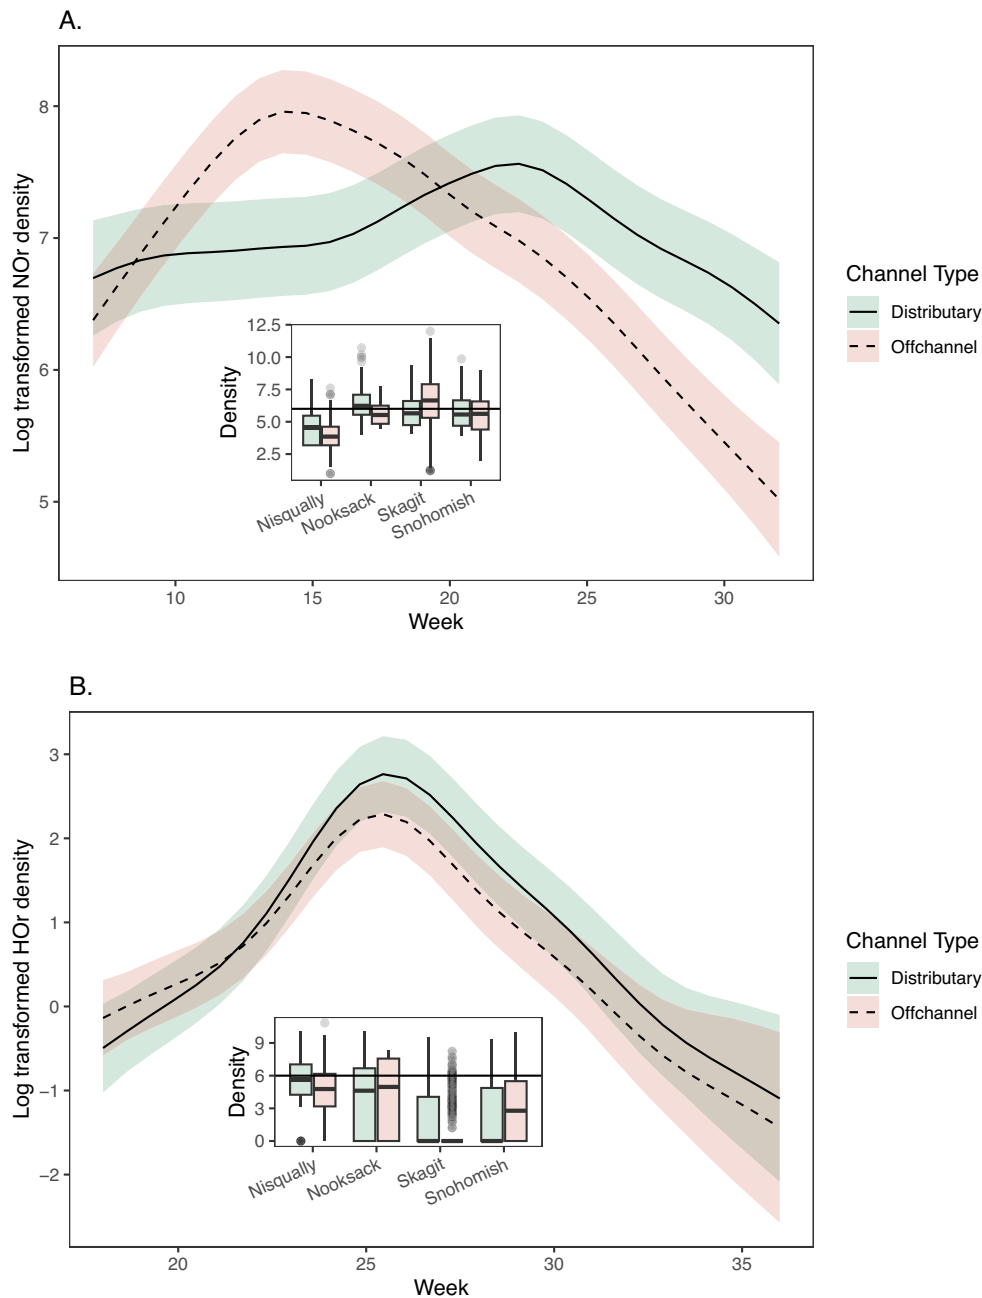 A.
Log transformed NOr density
8
7
6
5
Density
12.5
10.0
7.5
5.0
2.5
Nisqually
Nooksack
Skagit
Snohomish
10
15
20
25
30
Week
Channel Type
Distributary
Offchannel
B.
Log transformed HOr density
3
2
1
0
−1
−2
Density
9
6
3
0
Nisqually
Nooksack
Skagit
Snohomish
20
25
30
35
Week
Channel Type
Distributary
Offchannel